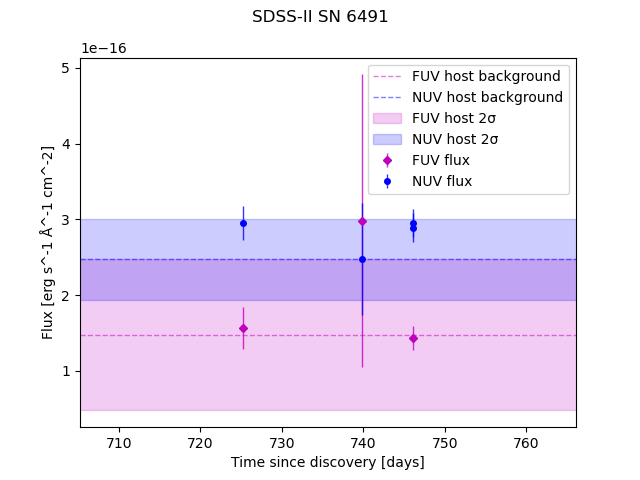 SDSS-II SN 6491
1e−16
FUV host background
NUV host background
FUV host 2σ
NUV host 2σ
FUV flux
NUV flux
5
4
3
2
1
Flux [erg s^-1 Å^-1 cm^-2]
710 720 730 740 750 760
Time since discovery [days]